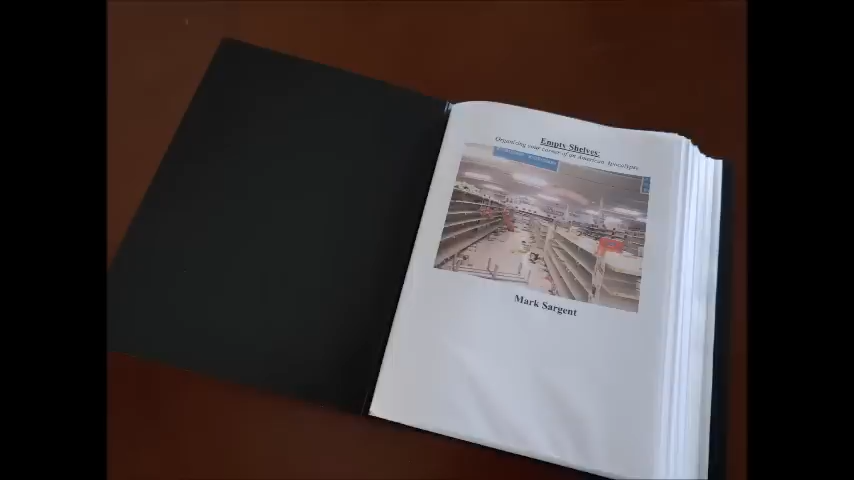 Empty Shelves:
Organizing your corner of an American Apocalypse
Mark Sargent